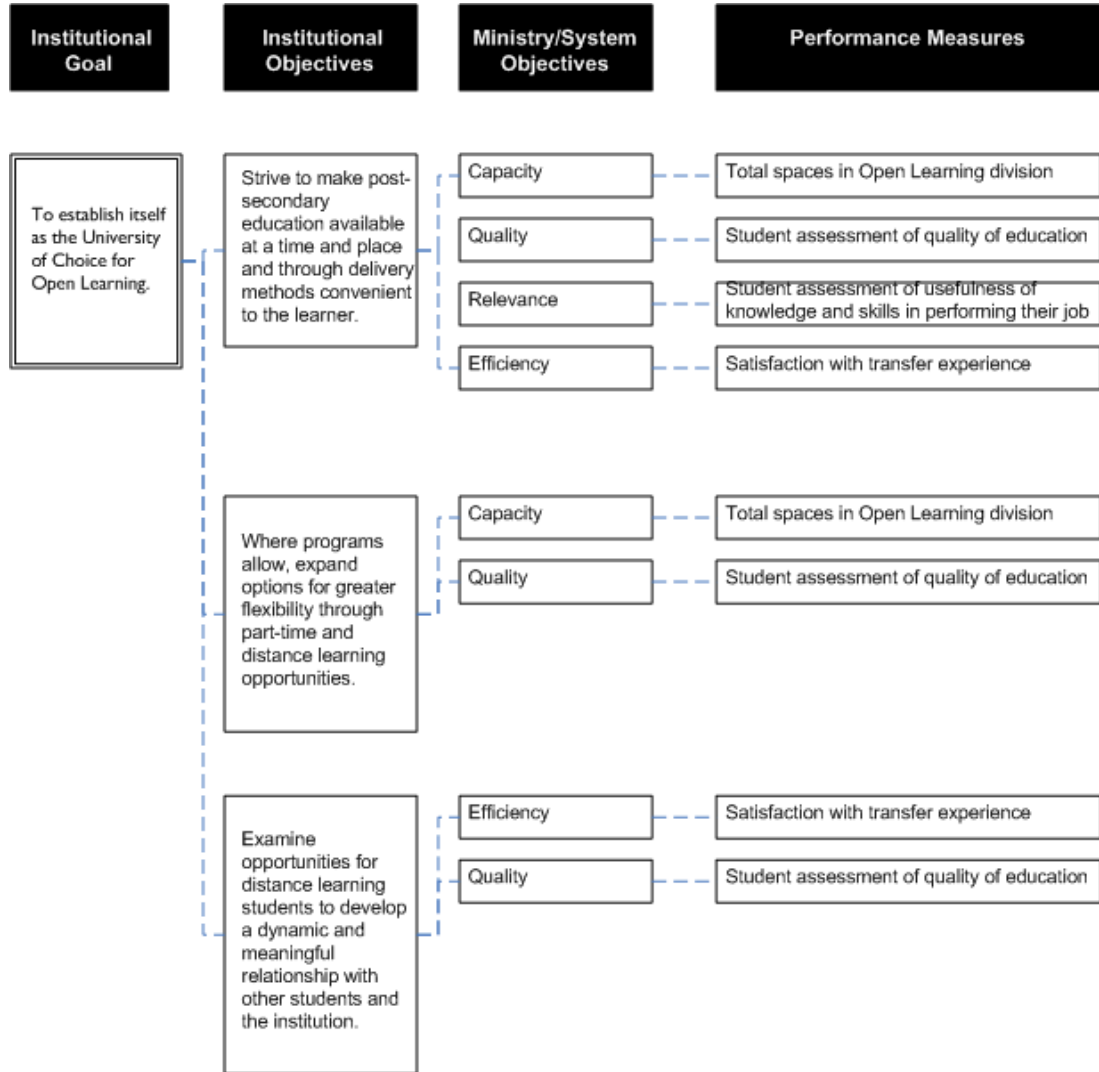 Institutional
Goal
Institutional
Objectives
Ministry/System
Objectives
Performance Measures
To establish itself
as the University
of Choice for
Open Learning.
Strive to make post-
secondary
education available
at a time and place
and through delivery
methods convenient
to the learner.
Capacity
Total spaces in Open Learning division
Quality
Student assessment of quality of education
Relevance
Student assessment of usefulness of
knowledge and skills in performing their job
Efficiency
Satisfaction with transfer experience
Where programs
allow, expand
options for greater
flexibility through
part-time and
distance learning
opportunities.
Capacity
Total spaces in Open Learning division
Quality
Student assessment of quality of education
Examine
opportunities for
distance learning
students to develop
a dynamic and
meaningful
relationship with
other students and
the institution.
Efficiency
Satisfaction with transfer experience
Quality
Student assessment of quality of education